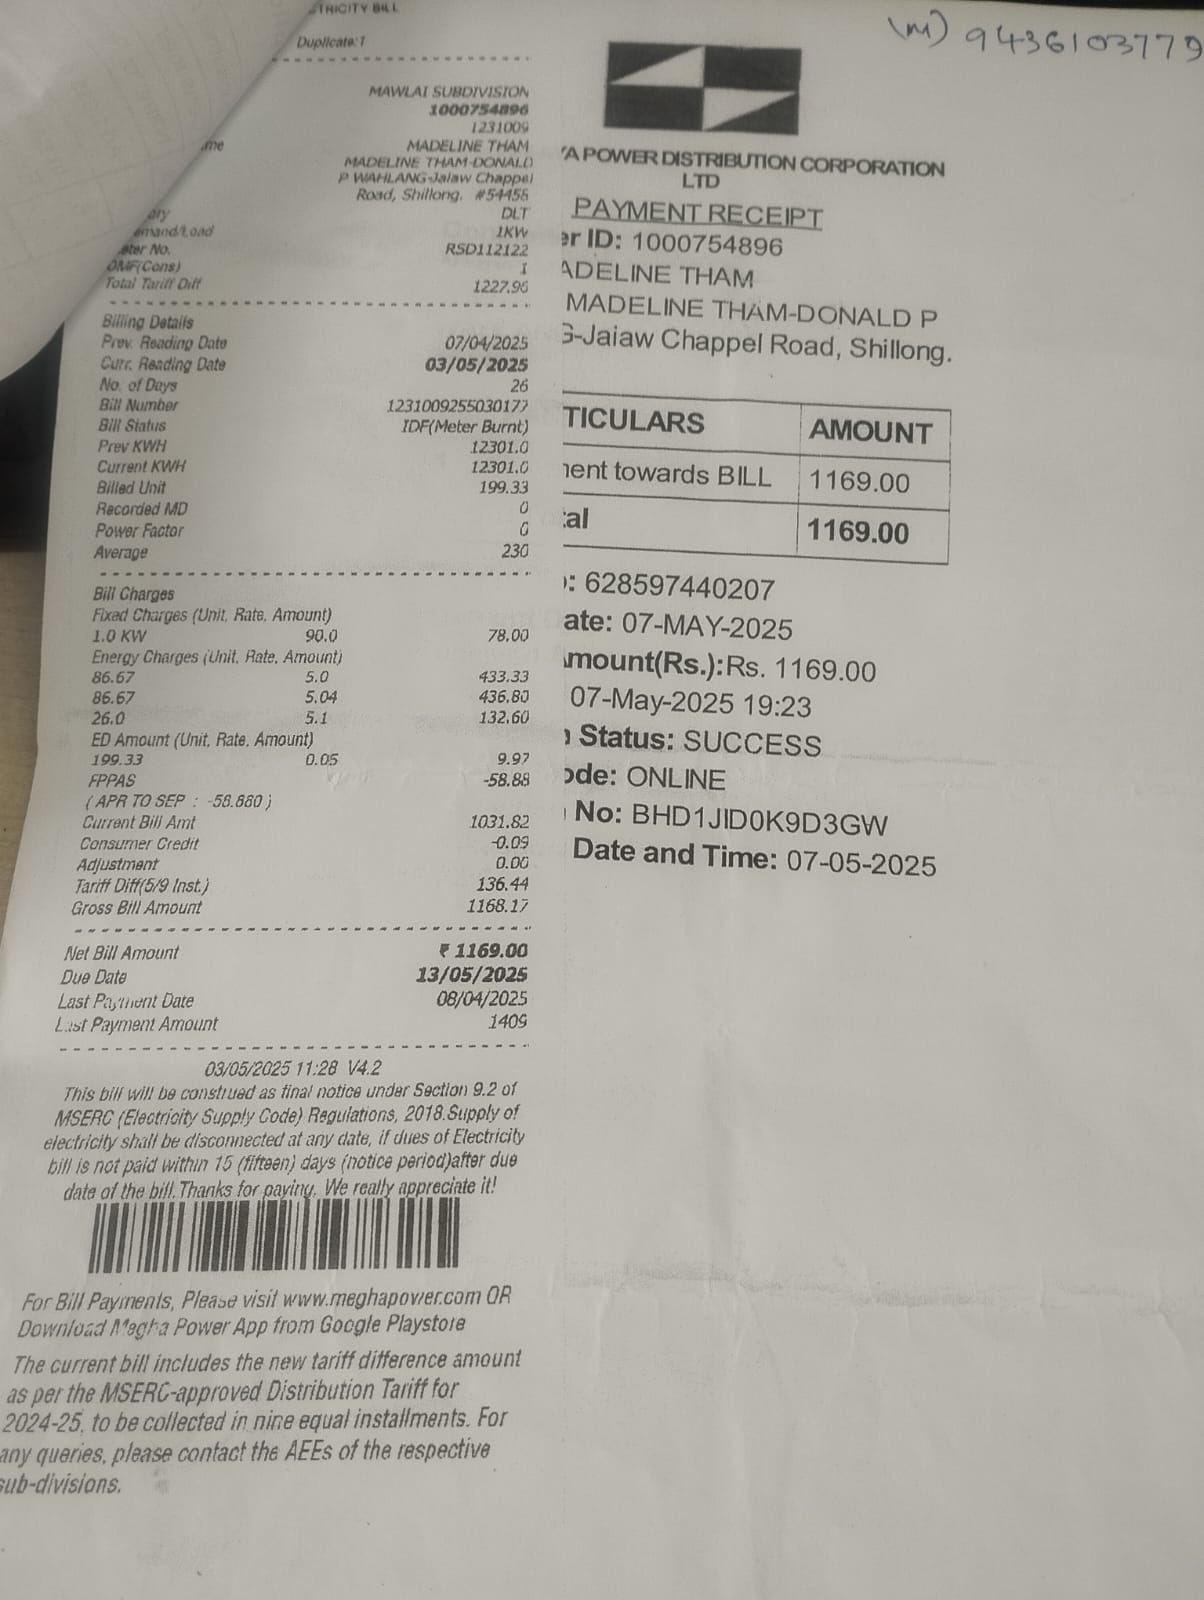 TRICITY BILL
Duplicate:1
MAWLAI SUBDIVISION
1000754896
1231009
me MADELINE THAM
MADELINE THAM-DONALD
P WAHLANG-Jaiaw Chappel
Road, Shillong. #54458
ory DLT
emand/Load 1KW
eter No. RSD112122
OMF(Cons) 1
Total Tariff Diff 1227.96
Billing Details
Prev. Reading Date 07/04/2025
Curr. Reading Date 03/05/2025
No. of Days 26
Bill Number 1231009255030177
Bill Status IDF(Meter Burnt)
Prev KWH 12301.0
Current KWH 12301.0
Billed Unit 199.33
Recorded MD 0
Power Factor 0
Average 230
Bill Charges
Fixed Charges (Unit, Rate, Amount)
1.0 KW 90.0 78.00
Energy Charges (Unit, Rate, Amount)
86.67 5.0 433.33
86.67 5.04 436.80
26.0 5.1 132.60
ED Amount (Unit, Rate, Amount)
199.33 0.05 9.97
FPPAS -58.88
( APR TO SEP : -58.880 )
Current Bill Amt 1031.82
Consumer Credit -0.09
Adjustment 0.00
Tariff Diff(5/9 Inst.) 136.44
Gross Bill Amount 1168.17
Net Bill Amount ₹ 1169.00
Due Date 13/05/2025
Last Payment Date 08/04/2025
Last Payment Amount 1409
03/05/2025 11:28 V4.2
This bill will be construed as final notice under Section 9.2 of
MSERC (Electricity Supply Code) Regulations, 2018.Supply of
electricity shall be disconnected at any date, if dues of Electricity
bill is not paid within 15 (fifteen) days (notice period)after due
date of the bill.Thanks for paying. We really appreciate it!
For Bill Payments, Please visit www.meghapower.com OR
Download Megha Power App from Google Playstore
The current bill includes the new tariff difference amount
as per the MSERC-approved Distribution Tariff for
2024-25, to be collected in nine equal installments. For
any queries, please contact the AEEs of the respective
sub-divisions.
(M) 9436103779
YA POWER DISTRIBUTION CORPORATION
LTD
PAYMENT RECEIPT
er ID: 1000754896
ADELINE THAM
MADELINE THAM-DONALD P
G-Jaiaw Chappel Road, Shillong.
TICULARS AMOUNT
nent towards BILL 1169.00
tal 1169.00
: 628597440207
ate: 07-MAY-2025
mount(Rs.):Rs. 1169.00
07-May-2025 19:23
n Status: SUCCESS
ode: ONLINE
No: BHD1JID0K9D3GW
Date and Time: 07-05-2025